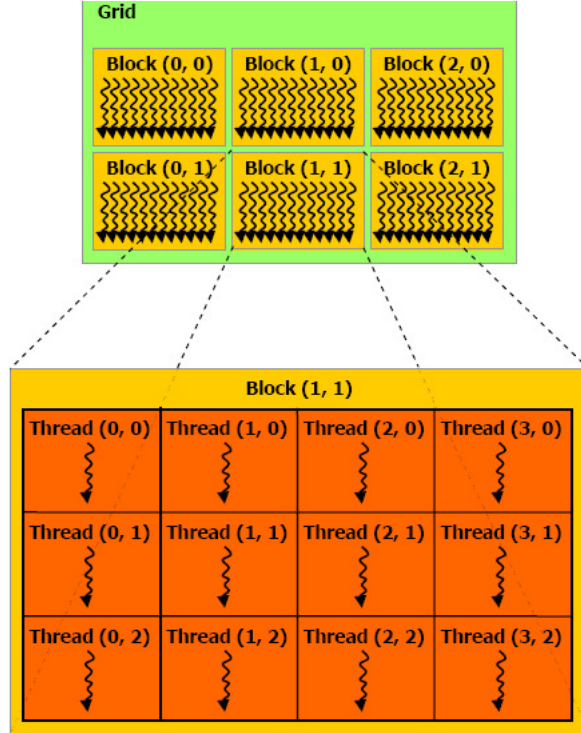 Grid
Block (0, 0) Block (1, 0) Block (2, 0)
Block (0, 1) Block (1, 1) Block (2, 1)
Block (1, 1)
Thread (0, 0) Thread (1, 0) Thread (2, 0) Thread (3, 0)
Thread (0, 1) Thread (1, 1) Thread (2, 1) Thread (3, 1)
Thread (0, 2) Thread (1, 2) Thread (2, 2) Thread (3, 2)